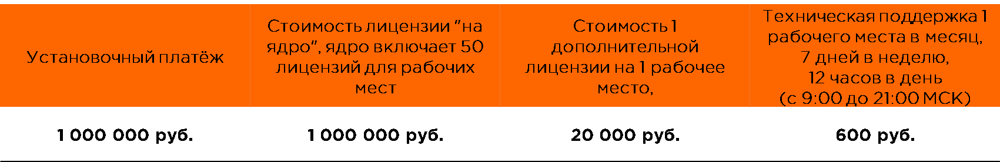 Установочный платёж
Стоимость лицензии "на
ядро", ядро включает 50
лицензий для рабочих
мест
Стоимость 1
дополнительной
лицензии на 1 рабочее
место,
Техническая поддержка 1
рабочего места в месяц,
7 дней в неделю,
12 часов в день
(с 9:00 до 21:00 МСК)
1 000 000 руб.
1 000 000 руб.
20 000 руб.
600 руб.